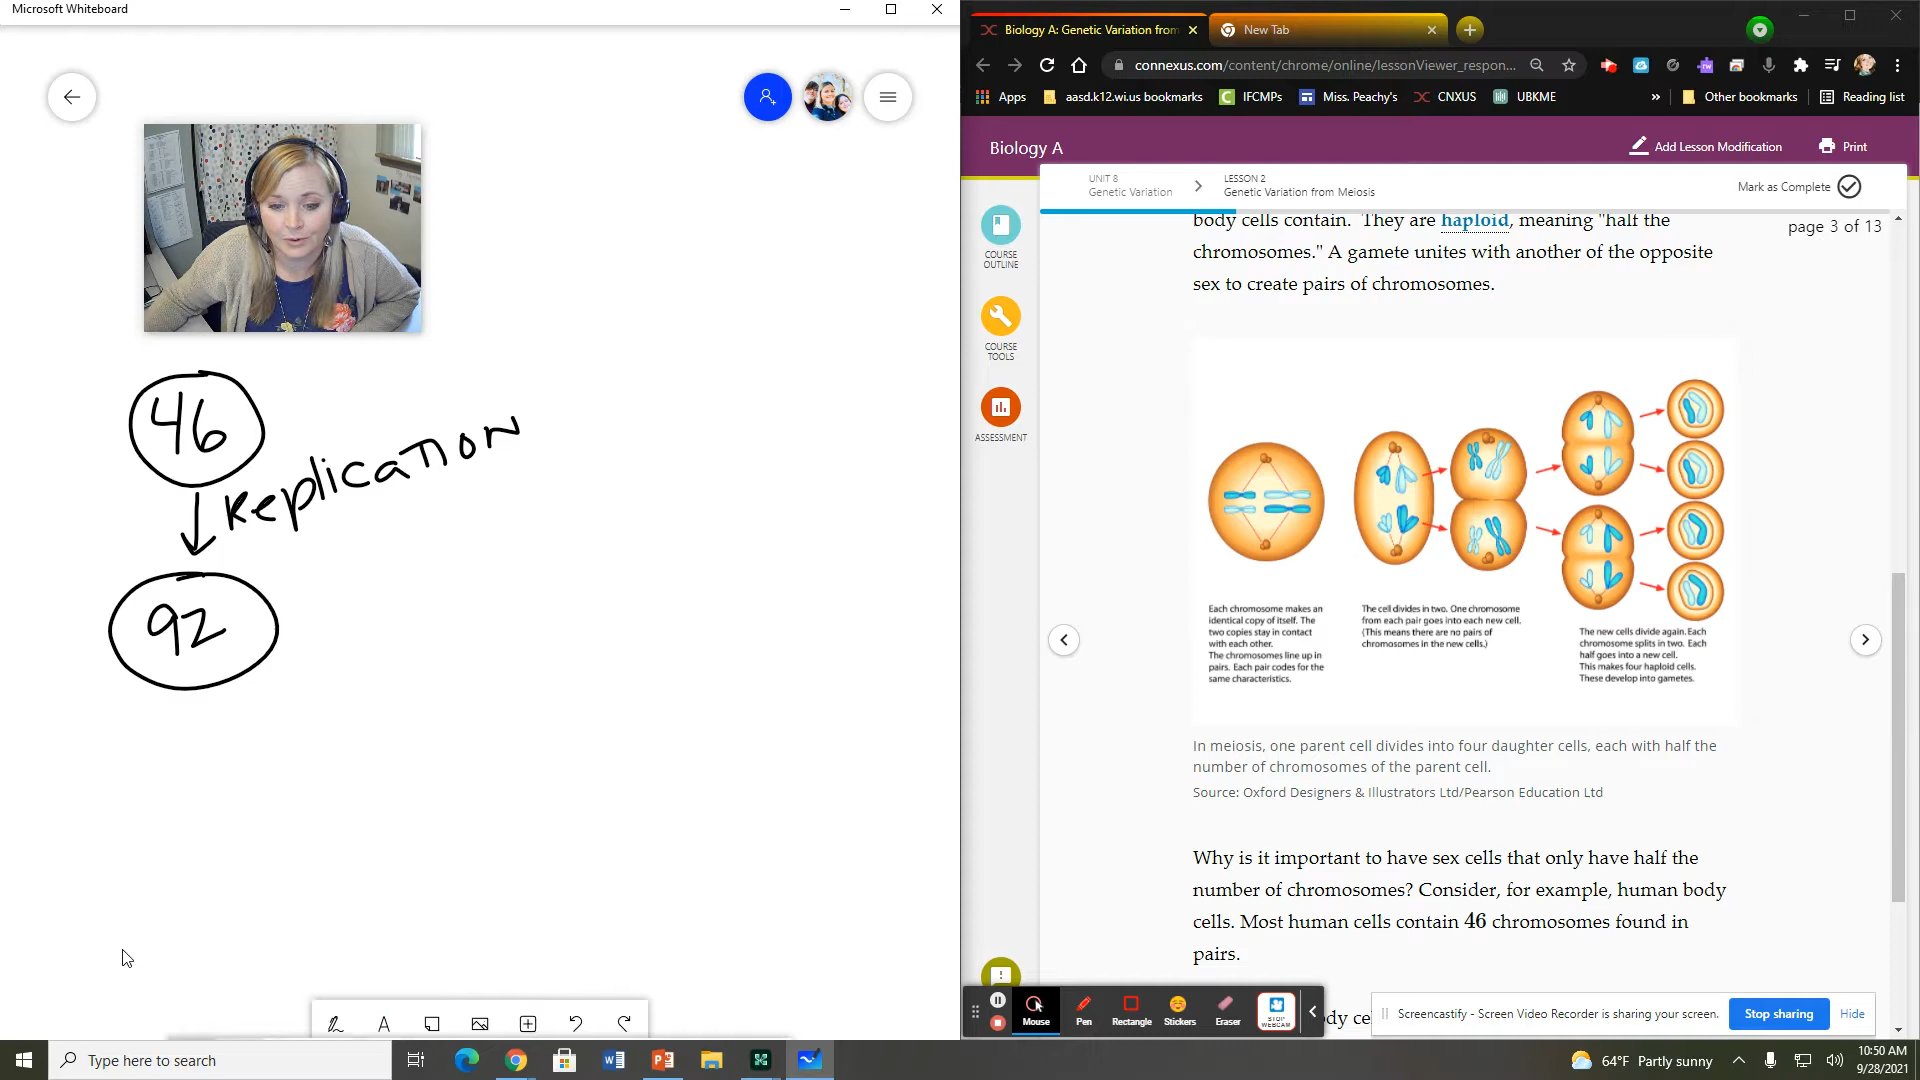 Microsoft Whiteboard
46
Replication
92
Biology A: Genetic Variation from
New Tab
connexus.com/content/chrome/online/lessonViewer_respon...
Apps
aasd.k12.wi.us bookmarks
IFCMPs
Miss. Peachy's
CNXUS
UBKME
»
Other bookmarks
Reading list
Biology A
Add Lesson Modification
Print
UNIT 8
Genetic Variation
LESSON 2
Genetic Variation from Meiosis
Mark as Complete
page 3 of 13
COURSE
OUTLINE
COURSE
TOOLS
ASSESSMENT
body cells contain. They are haploid, meaning "half the
chromosomes." A gamete unites with another of the opposite
sex to create pairs of chromosomes.
Each chromosome makes an
identical copy of itself. The
two copies stay in contact
with each other.
The chromosomes line up in
pairs. Each pair codes for the
same characteristics.
The cell divides in two. One chromosome
from each pair goes into each new cell.
(This means there are no pairs of
chromosomes in the new cells.)
The new cells divide again. Each
chromosome splits in two. Each
half goes into a new cell.
This makes four haploid cells.
These develop into gametes.
In meiosis, one parent cell divides into four daughter cells, each with half the
number of chromosomes of the parent cell.
Source: Oxford Designers & Illustrators Ltd/Pearson Education Ltd
Why is it important to have sex cells that only have half the
number of chromosomes? Consider, for example, human body
cells. Most human cells contain 46 chromosomes found in
pairs.
Mouse
Pen
Rectangle
Stickers
Eraser
STOP
WEBCAM
Screencastify - Screen Video Recorder is sharing your screen.
Stop sharing
Hide
Type here to search
64°F Partly sunny
10:50 AM
9/28/2021